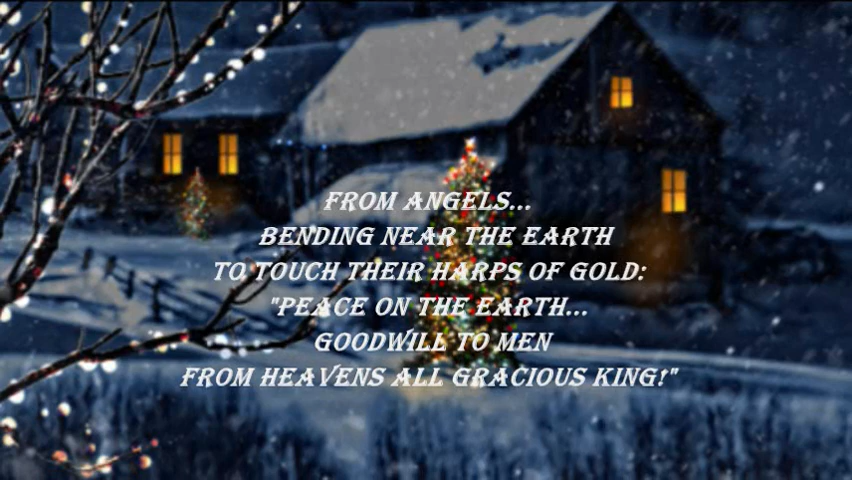 FROM ANGELS...
BENDING NEAR THE EARTH
TO TOUCH THEIR HARPS OF GOLD:
"PEACE ON THE EARTH...
GOODWILL TO MEN
FROM HEAVENS ALL GRACIOUS KING!"